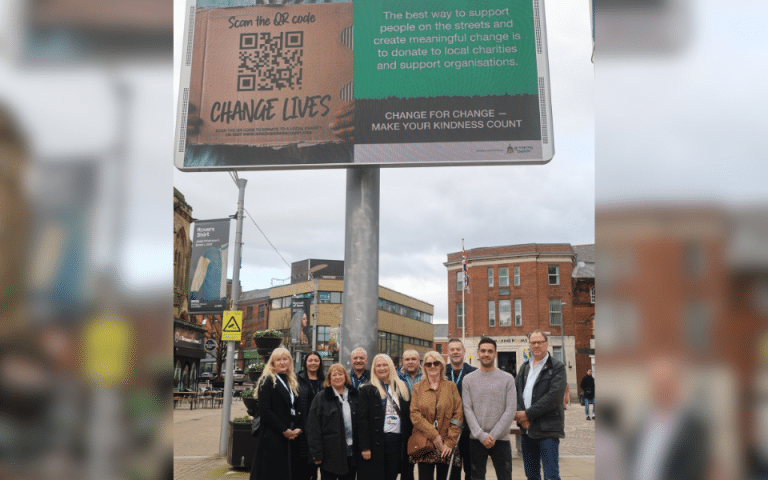 Scan the QR code
CHANGE LIVES
The best way to support
people on the streets and
create meaningful change is
to donate to local charities
and support organisations.
CHANGE FOR CHANGE —
MAKE YOUR KINDNESS COUNT